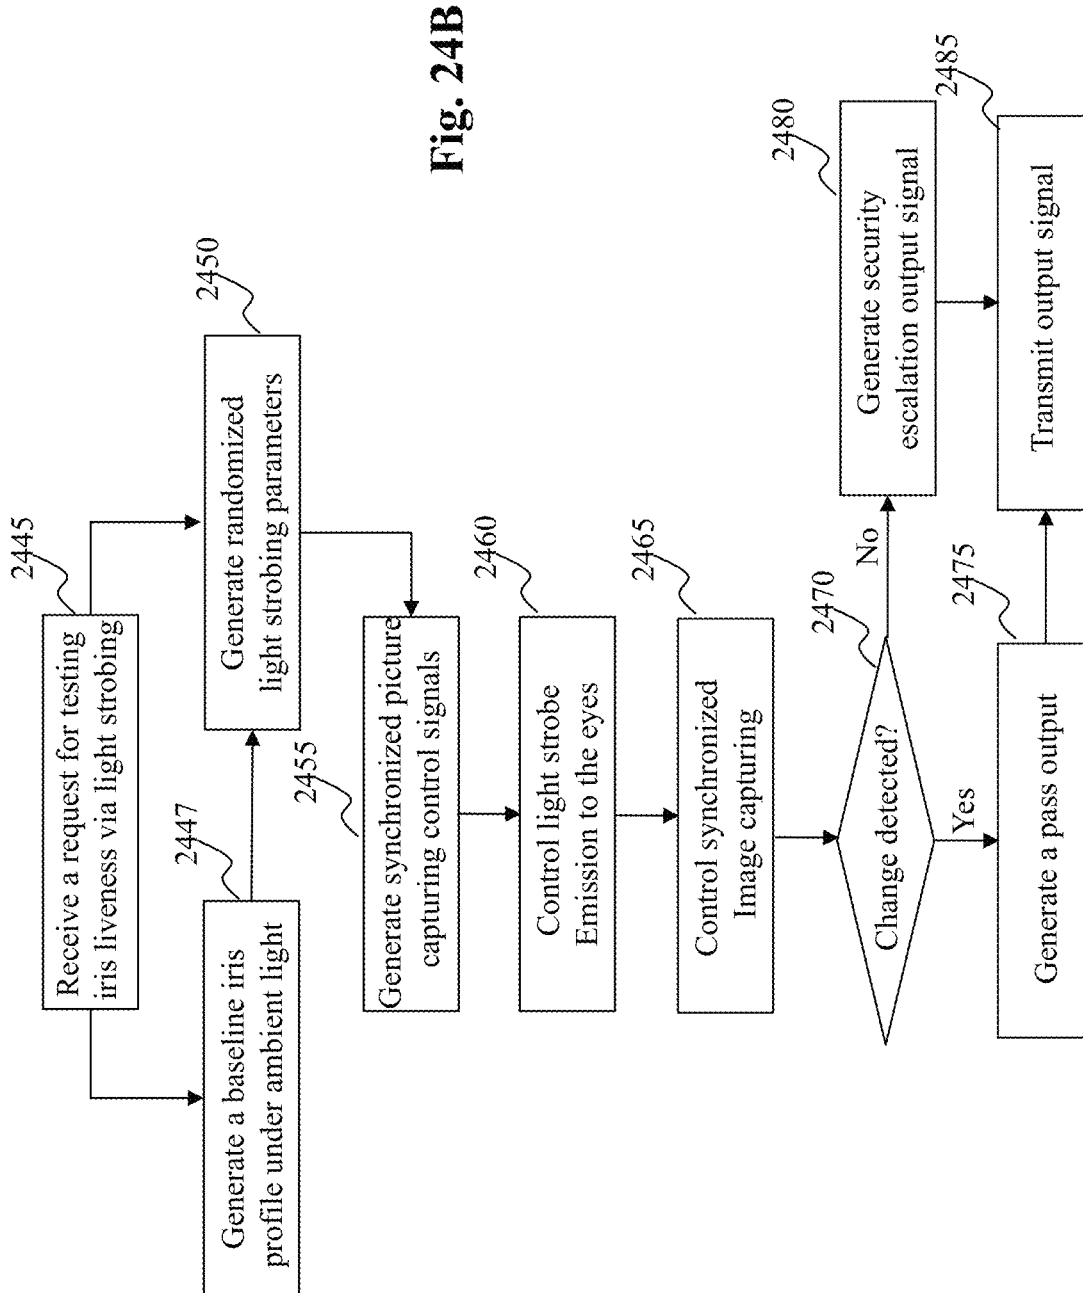 2445
Receive a request for testing
iris liveness via light strobing
2447
Generate a baseline iris
profile under ambient light
2450
Generate randomized
light strobing parameters
2455
Generate synchronized picture
capturing control signals
2460
Control light strobe
Emission to the eyes
2465
Control synchronized
Image capturing
2470
Change detected?
No
Yes
2480
Generate security
escalation output signal
2475
Generate a pass output
2485
Transmit output signal
Fig. 24B